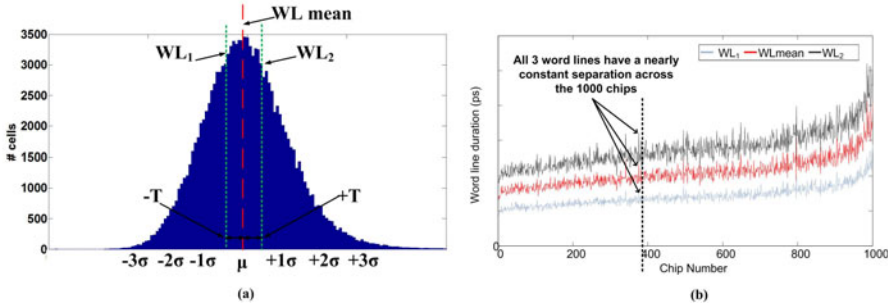 WL mean
3500
3000
2500
2000
1500
1000
500
0
# cells
WL1
WL2
-T
+T
-3σ -2σ -1σ μ +1σ +2σ +3σ
(a)
All 3 word lines have a nearly
constant separation across
the 1000 chips
WL1 WLmean WL2
Word line duration (ps)
0 200 400 600 800 1000
Chip Number
(b)